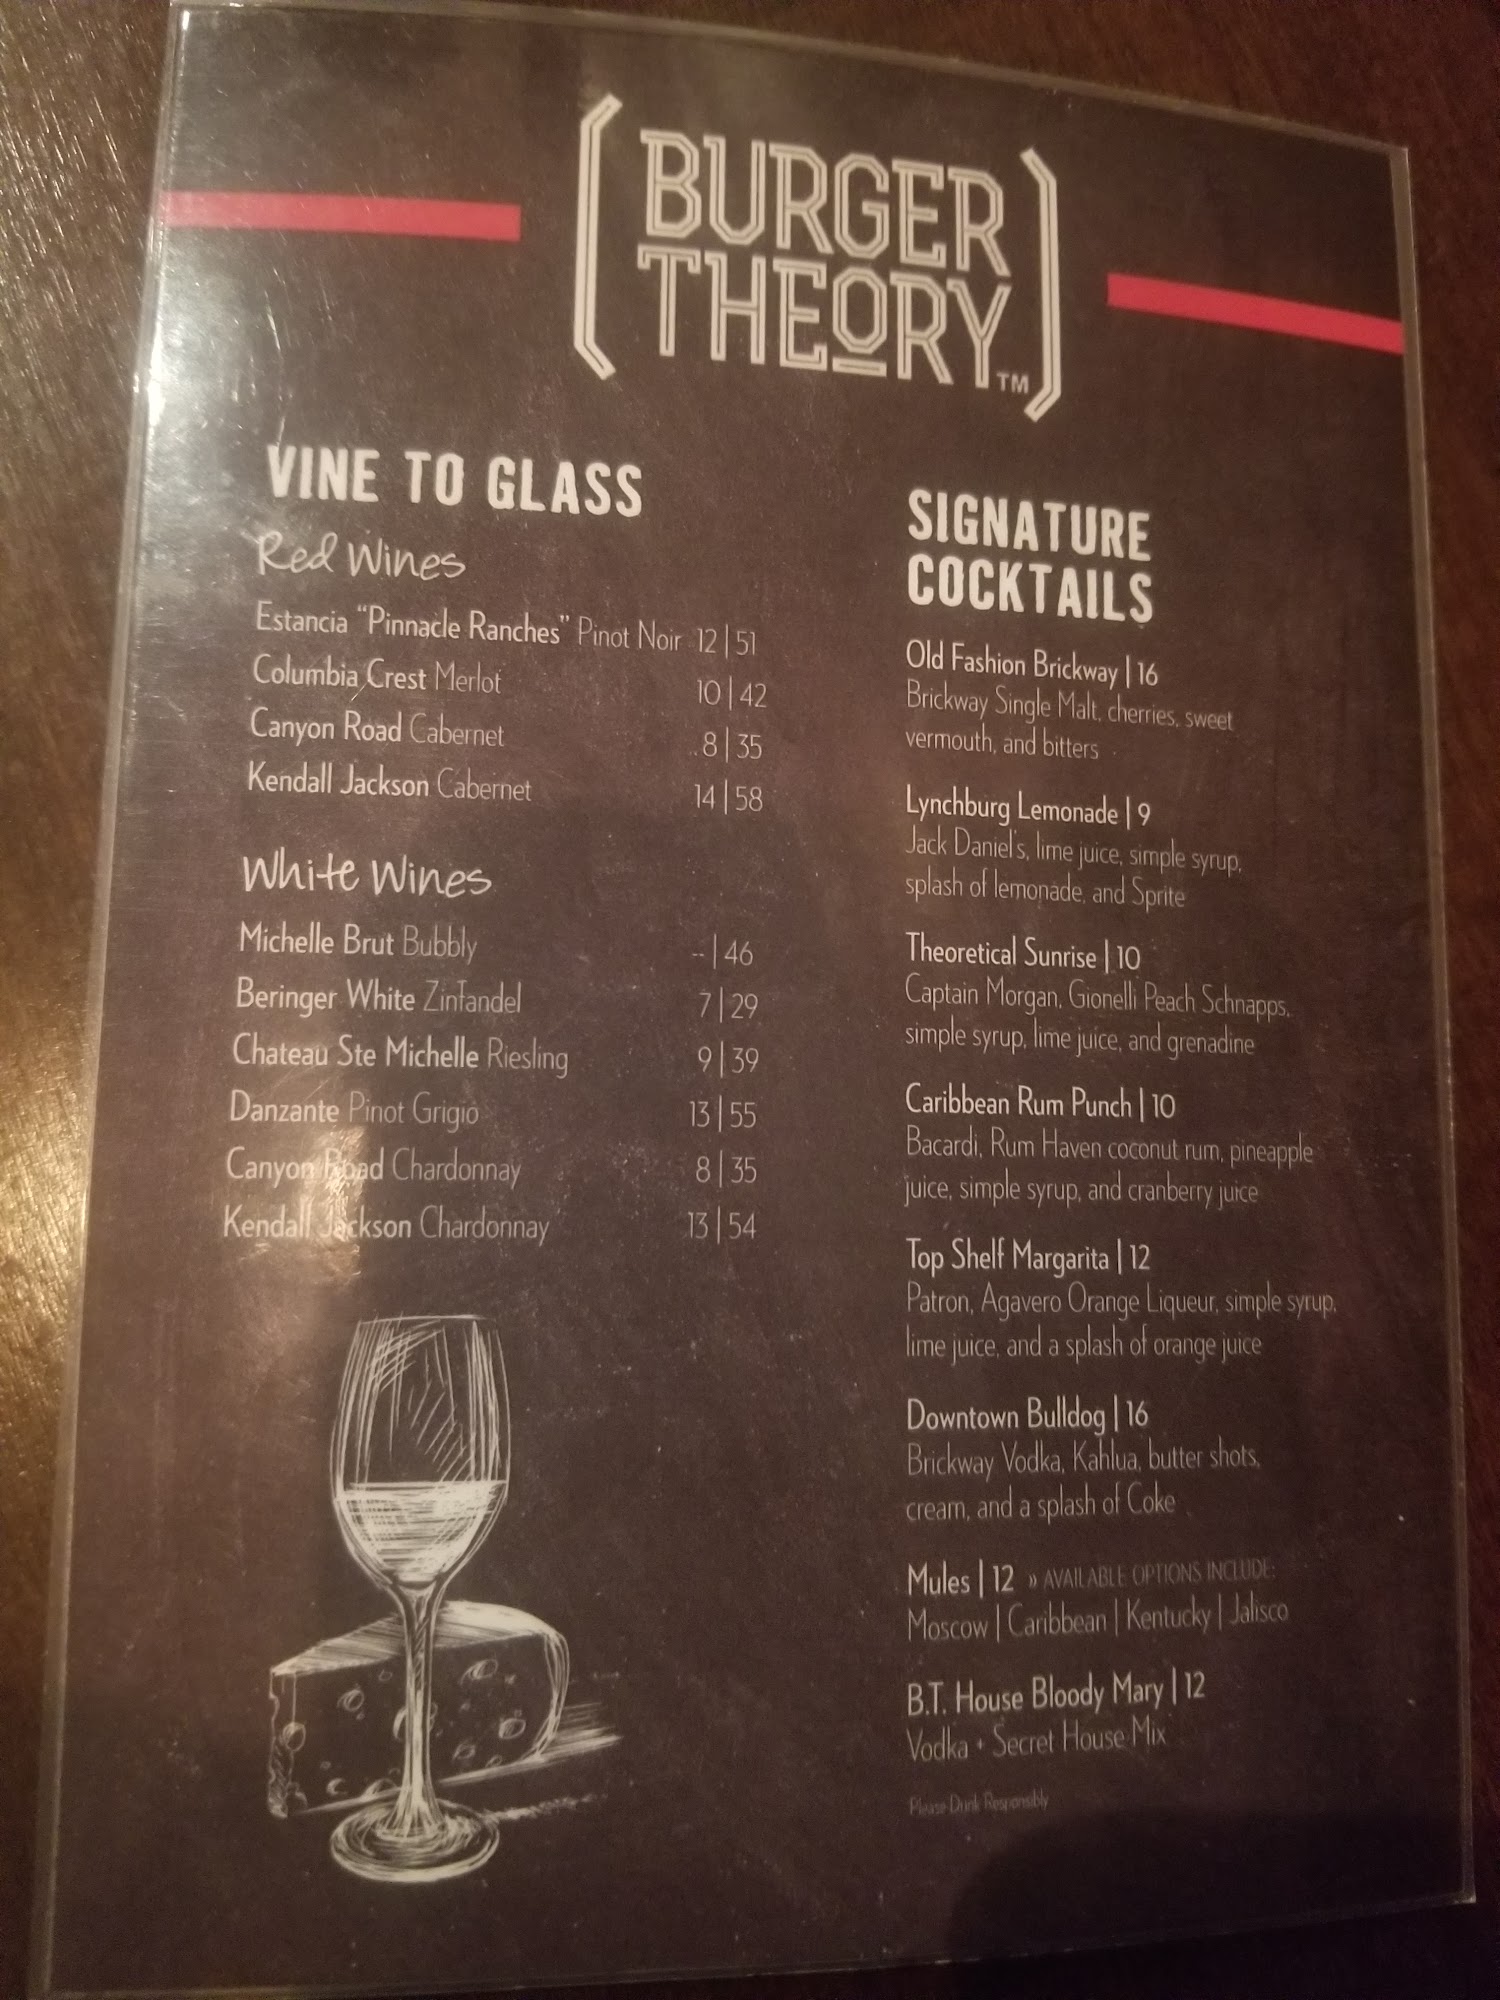 BURGER
THEORY™
VINE TO GLASS
Red Wines
Estancia "Pinnacle Ranches" Pinot Noir 12|51
Columbia Crest Merlot 10|42
Canyon Road Cabernet 8|35
Kendall Jackson Cabernet 14|58
White Wines
Michelle Brut Bubbly --|46
Beringer White Zinfandel 7|29
Chateau Ste Michelle Riesling 9|39
Danzante Pinot Grigio 13|55
Canyon Road Chardonnay 8|35
Kendall Jackson Chardonnay 13|54
SIGNATURE
COCKTAILS
Old Fashion Brickway | 16
Brickway Single Malt, cherries, sweet
vermouth, and bitters
Lynchburg Lemonade | 9
Jack Daniel's, lime juice, simple syrup,
splash of lemonade, and Sprite
Theoretical Sunrise | 10
Captain Morgan, Gionelli Peach Schnapps,
simple syrup, lime juice, and grenadine
Caribbean Rum Punch | 10
Bacardi, Rum Haven coconut rum, pineapple
juice, simple syrup, and cranberry juice
Top Shelf Margarita | 12
Patron, Agavero Orange Liqueur, simple syrup,
lime juice, and a splash of orange juice
Downtown Bulldog | 16
Brickway Vodka, Kahlua, butter shots,
cream, and a splash of Coke
Mules | 12 » AVAILABLE OPTIONS INCLUDE:
Moscow | Caribbean | Kentucky | Jalisco
B.T. House Bloody Mary | 12
Vodka + Secret House Mix
Please Drink Responsibly